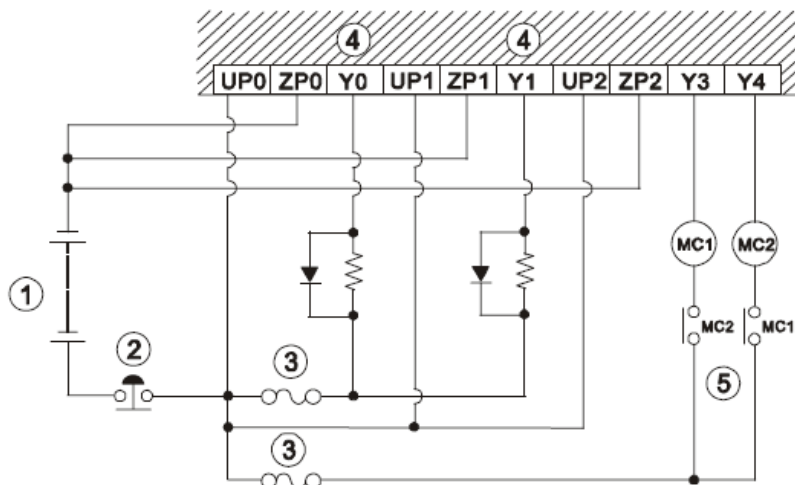 ④ ④
UP0 ZP0 Y0 UP1 ZP1 Y1 UP2 ZP2 Y3 Y4
MC1 MC2
①
MC2 MC1
②
③
⑤
③